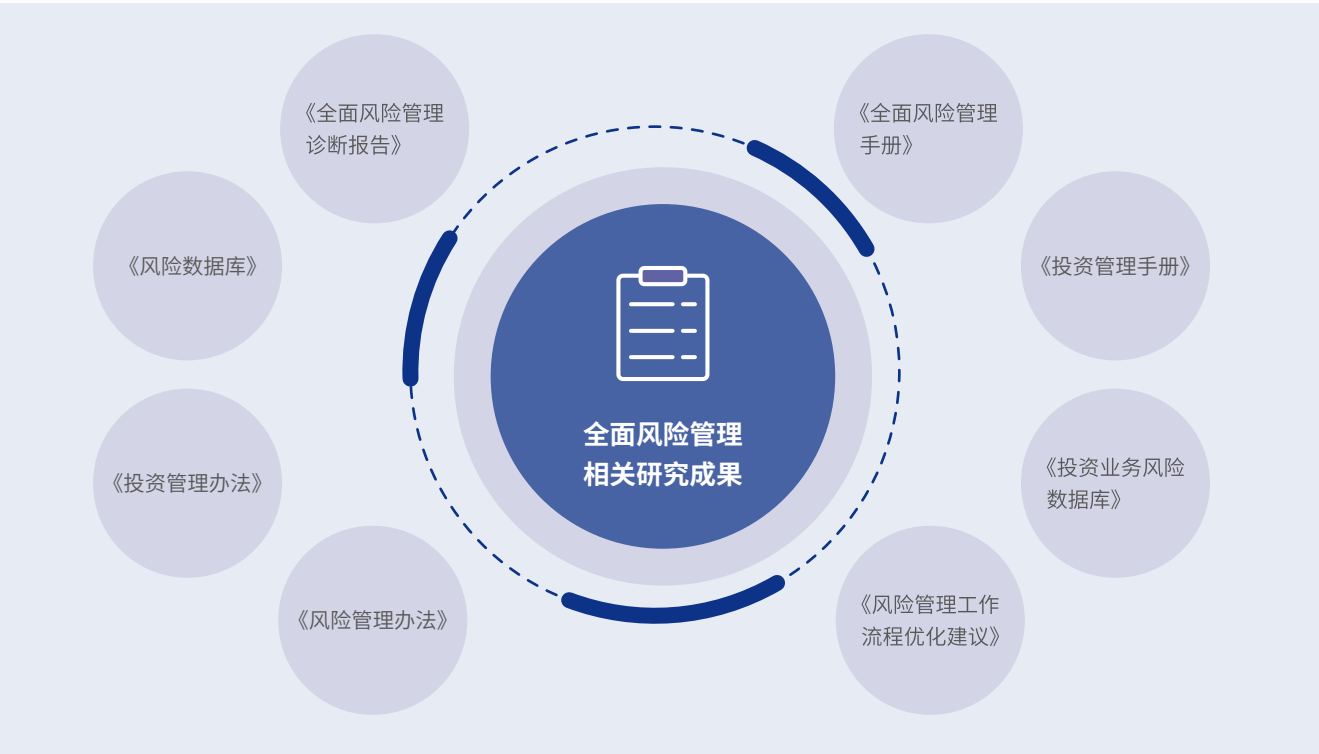 《全面风险管理
诊断报告》
《全面风险管理
手册》
《风险数据库》
《投资管理手册》
全面风险管理
相关研究成果
《投资管理办法》
《投资业务风险
数据库》
《风险管理办法》
《风险管理工作
流程优化建议》